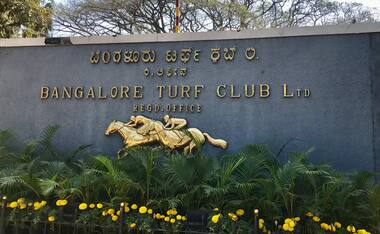 ಬೆಂಗಳೂರು ಟರ್ಫ್ ಕ್ಲಬ್ ಲಿ.
BANGALORE TURF CLUB LTD
REGD. OFFICE